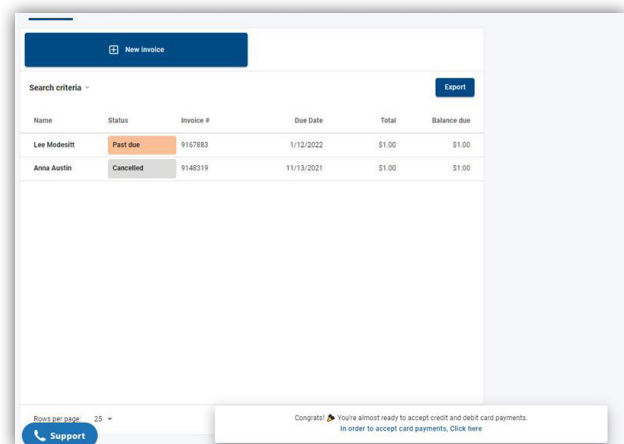 New invoice
Search criteria
Export
Name Status Invoice # Due Date Total Balance due
Lee Modesitt Past due 9167883 1/12/2022 $1.00 $1.00
Anna Austin Cancelled 9148319 11/13/2021 $1.00 $1.00
Rows per page: 25
Congrats! 🎉 You're almost ready to accept credit and debit card payments.
In order to accept card payments, Click here
Support